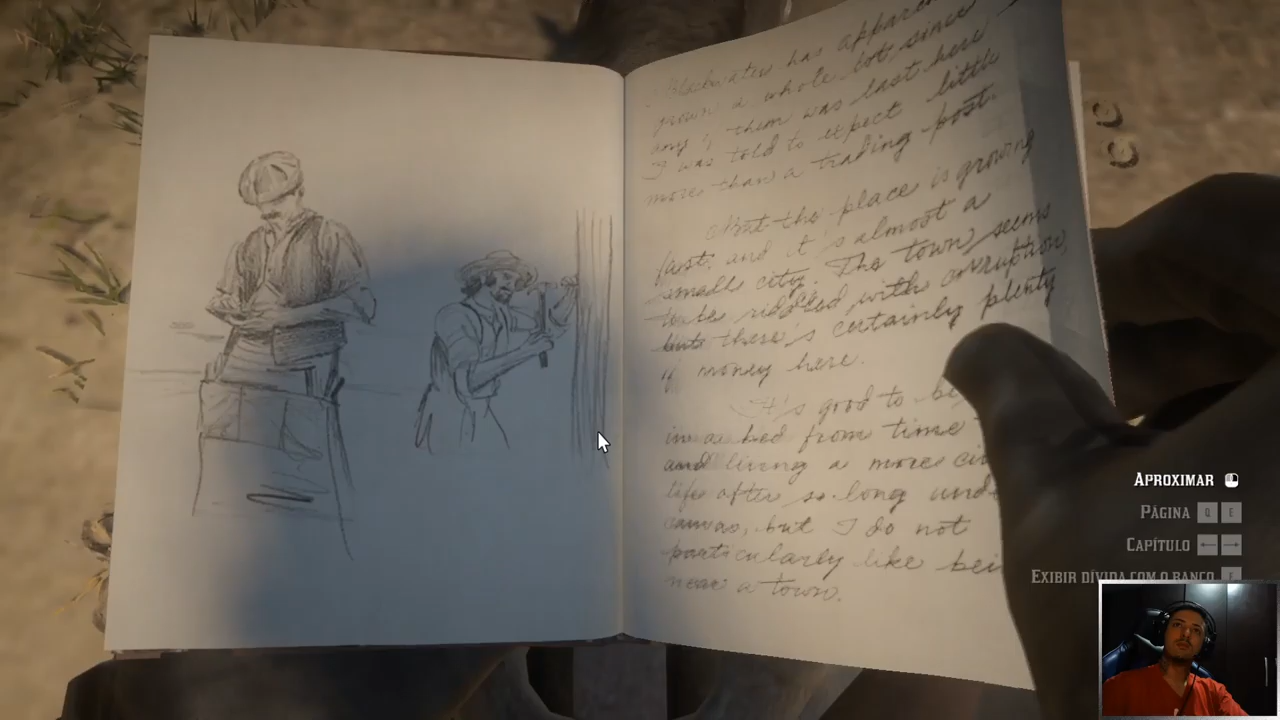 Blackwater has apparen
grown a whole lot since
any of them was last here
I was told to expect little
more than a trading post.
But the place is growing
fast, and it's almost a
small city. The town seems
to be riddled with corruption,
but there's certainly plenty
of money here.
It's good to be
in a bed from time
and living a more civ
life after so long unde
canvas, but I do not
particularly like bei
near a town.
APROXIMAR
PÁGINA Q E
CAPÍTULO ← →
EXIBIR DÍVIDA COM O BANCO F